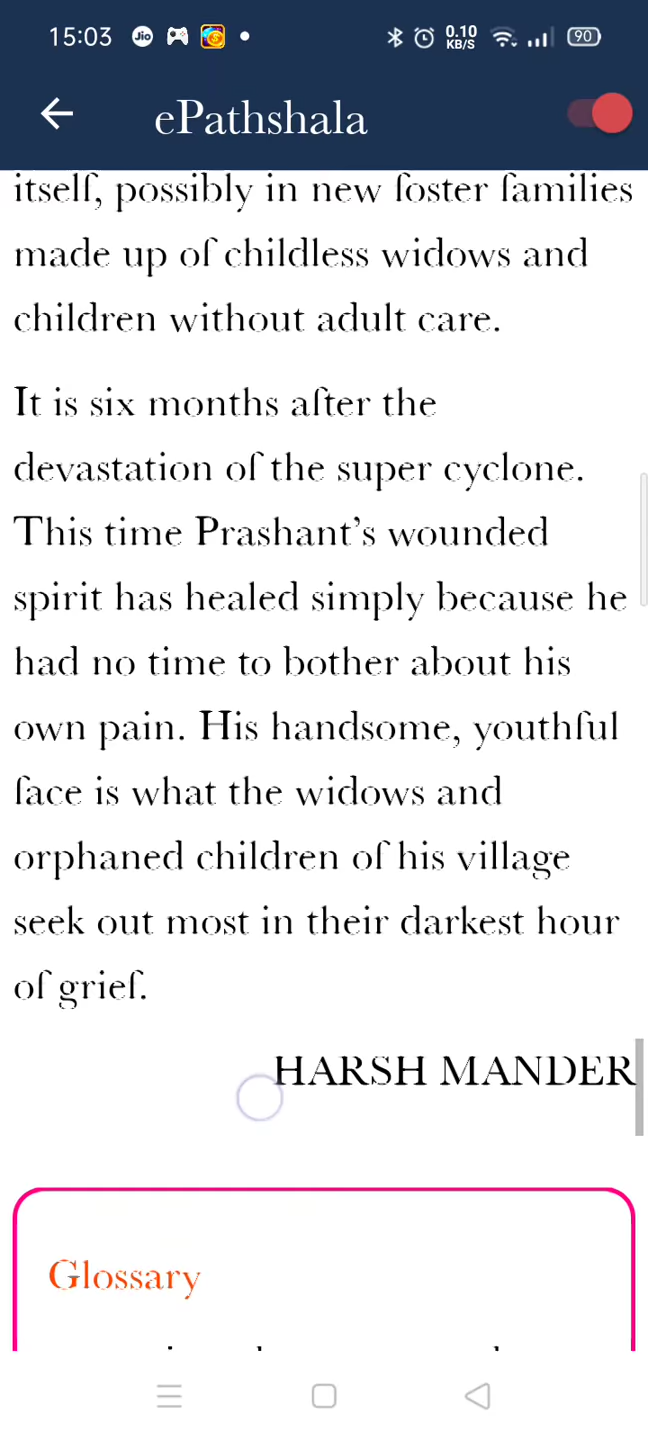 15:03 Jio 0.10 KB/S 90
ePathshala
itself, possibly in new foster families
made up of childless widows and
children without adult care.
It is six months after the
devastation of the super cyclone.
This time Prashant's wounded
spirit has healed simply because he
had no time to bother about his
own pain. His handsome, youthful
face is what the widows and
orphaned children of his village
seek out most in their darkest hour
of grief.
HARSH MANDER
Glossary